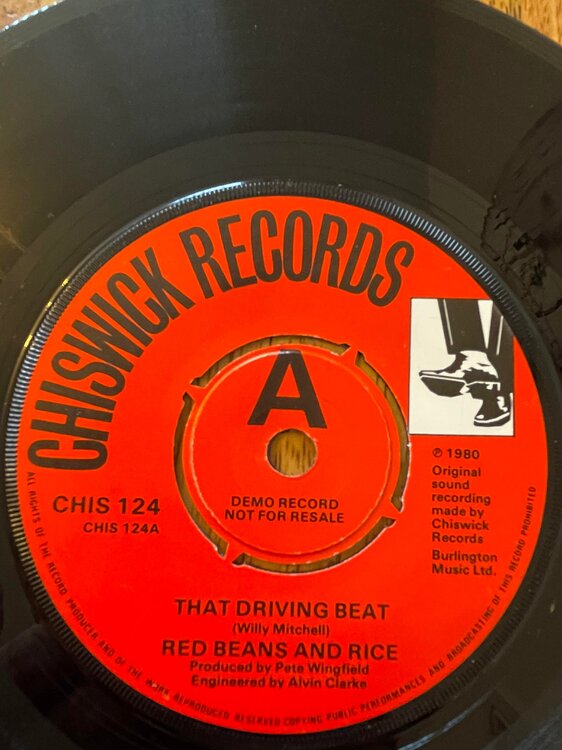 CHISWICK RECORDS
A
DEMO RECORD
NOT FOR RESALE
CHIS 124
CHIS 124A
℗ 1980
Original
sound
recording
made by
Chiswick
Records
Burlington
Music Ltd.
THAT DRIVING BEAT
(Willy Mitchell)
RED BEANS AND RICE
Produced by Pete Wingfield
Engineered by Alvin Clarke
ALL RIGHTS OF THE RECORD PRODUCER AND OF THE OWNER OF THE WORK REPRODUCED RESERVED COPYING PUBLIC PERFORMANCES AND BROADCASTING OF THIS RECORD PROHIBITED